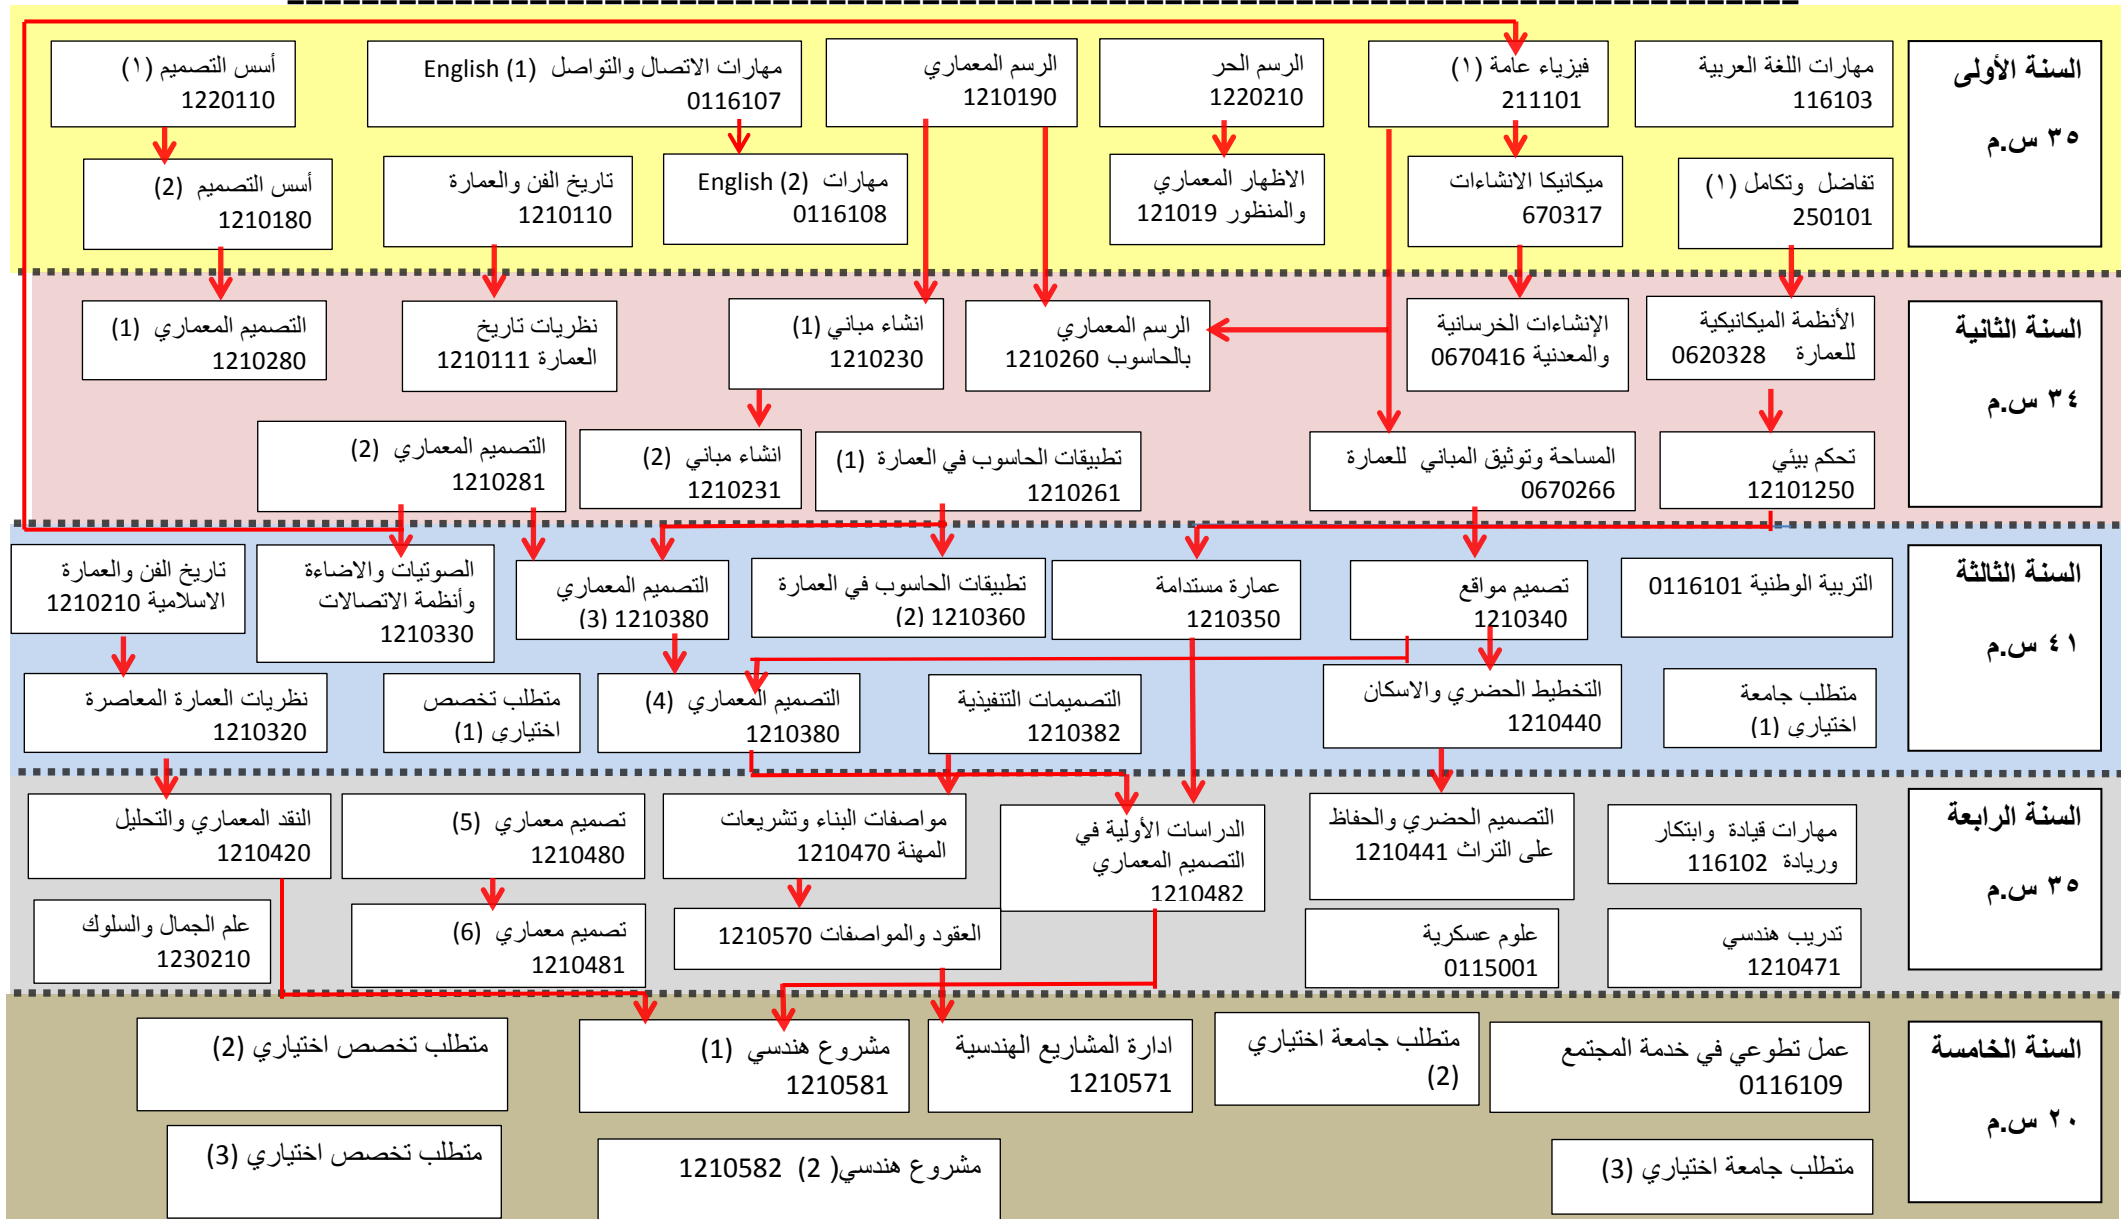 السنة الأولى
٣٥ س.م
مهارات اللغة العربية
116103
فيزياء عامة (١)
211101
الرسم الحر
1220210
الرسم المعماري
1210190
مهارات الاتصال والتواصل English (1)
0116107
أسس التصميم (١)
1220110
تفاضل وتكامل (١)
250101
ميكانيكا الانشاءات
670317
الاظهار المعماري
والمنظور 121019
مهارات English (2)
0116108
تاريخ الفن والعمارة
1210110
أسس التصميم (2)
1210180
السنة الثانية
٣٤ س.م
الأنظمة الميكانيكية
للعمارة 0620328
الإنشاءات الخرسانية
والمعدنية 0670416
الرسم المعماري
بالحاسوب 1210260
انشاء مباني (1)
1210230
نظريات تاريخ
العمارة 1210111
التصميم المعماري (1)
1210280
تحكم بيئي
12101250
المساحة وتوثيق المباني للعمارة
0670266
تطبيقات الحاسوب في العمارة (1)
1210261
انشاء مباني (2)
1210231
التصميم المعماري (2)
1210281
السنة الثالثة
٤١ س.م
التربية الوطنية 0116101
تصميم مواقع
1210340
عمارة مستدامة
1210350
تطبيقات الحاسوب في العمارة
(2) 1210360
التصميم المعماري
(3) 1210380
الصوتيات والاضاءة
وأنظمة الاتصالات
1210330
تاريخ الفن والعمارة
الاسلامية 1210210
متطلب جامعة
اختياري (1)
التخطيط الحضري والاسكان
1210440
التصميمات التنفيذية
1210382
التصميم المعماري (4)
1210380
متطلب تخصص
اختياري (1)
نظريات العمارة المعاصرة
1210320
السنة الرابعة
٣٥ س.م
مهارات قيادة وابتكار
وريادة 116102
التصميم الحضري والحفاظ
على التراث 1210441
الدراسات الأولية في
التصميم المعماري
1210482
مواصفات البناء وتشريعات
المهنة 1210470
تصميم معماري (5)
1210480
النقد المعماري والتحليل
1210420
تدريب هندسي
1210471
علوم عسكرية
0115001
العقود والمواصفات 1210570
تصميم معماري (6)
1210481
علم الجمال والسلوك
1230210
السنة الخامسة
٢٠ س.م
عمل تطوعي في خدمة المجتمع
0116109
متطلب جامعة اختياري
(2)
ادارة المشاريع الهندسية
1210571
مشروع هندسي (1)
1210581
متطلب تخصص اختياري (2)
متطلب جامعة اختياري (3)
مشروع هندسي( 2) 1210582
متطلب تخصص اختياري (3)